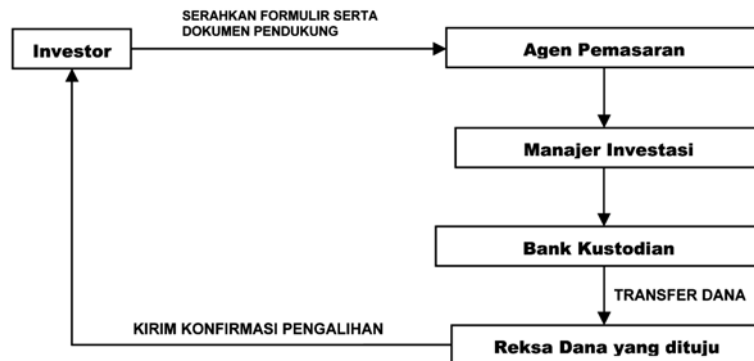 SERAHKAN FORMULIR SERTA
DOKUMEN PENDUKUNG
Investor
Agen Pemasaran
Manajer Investasi
Bank Kustodian
TRANSFER DANA
KIRIM KONFIRMASI PENGALIHAN
Reksa Dana yang dituju